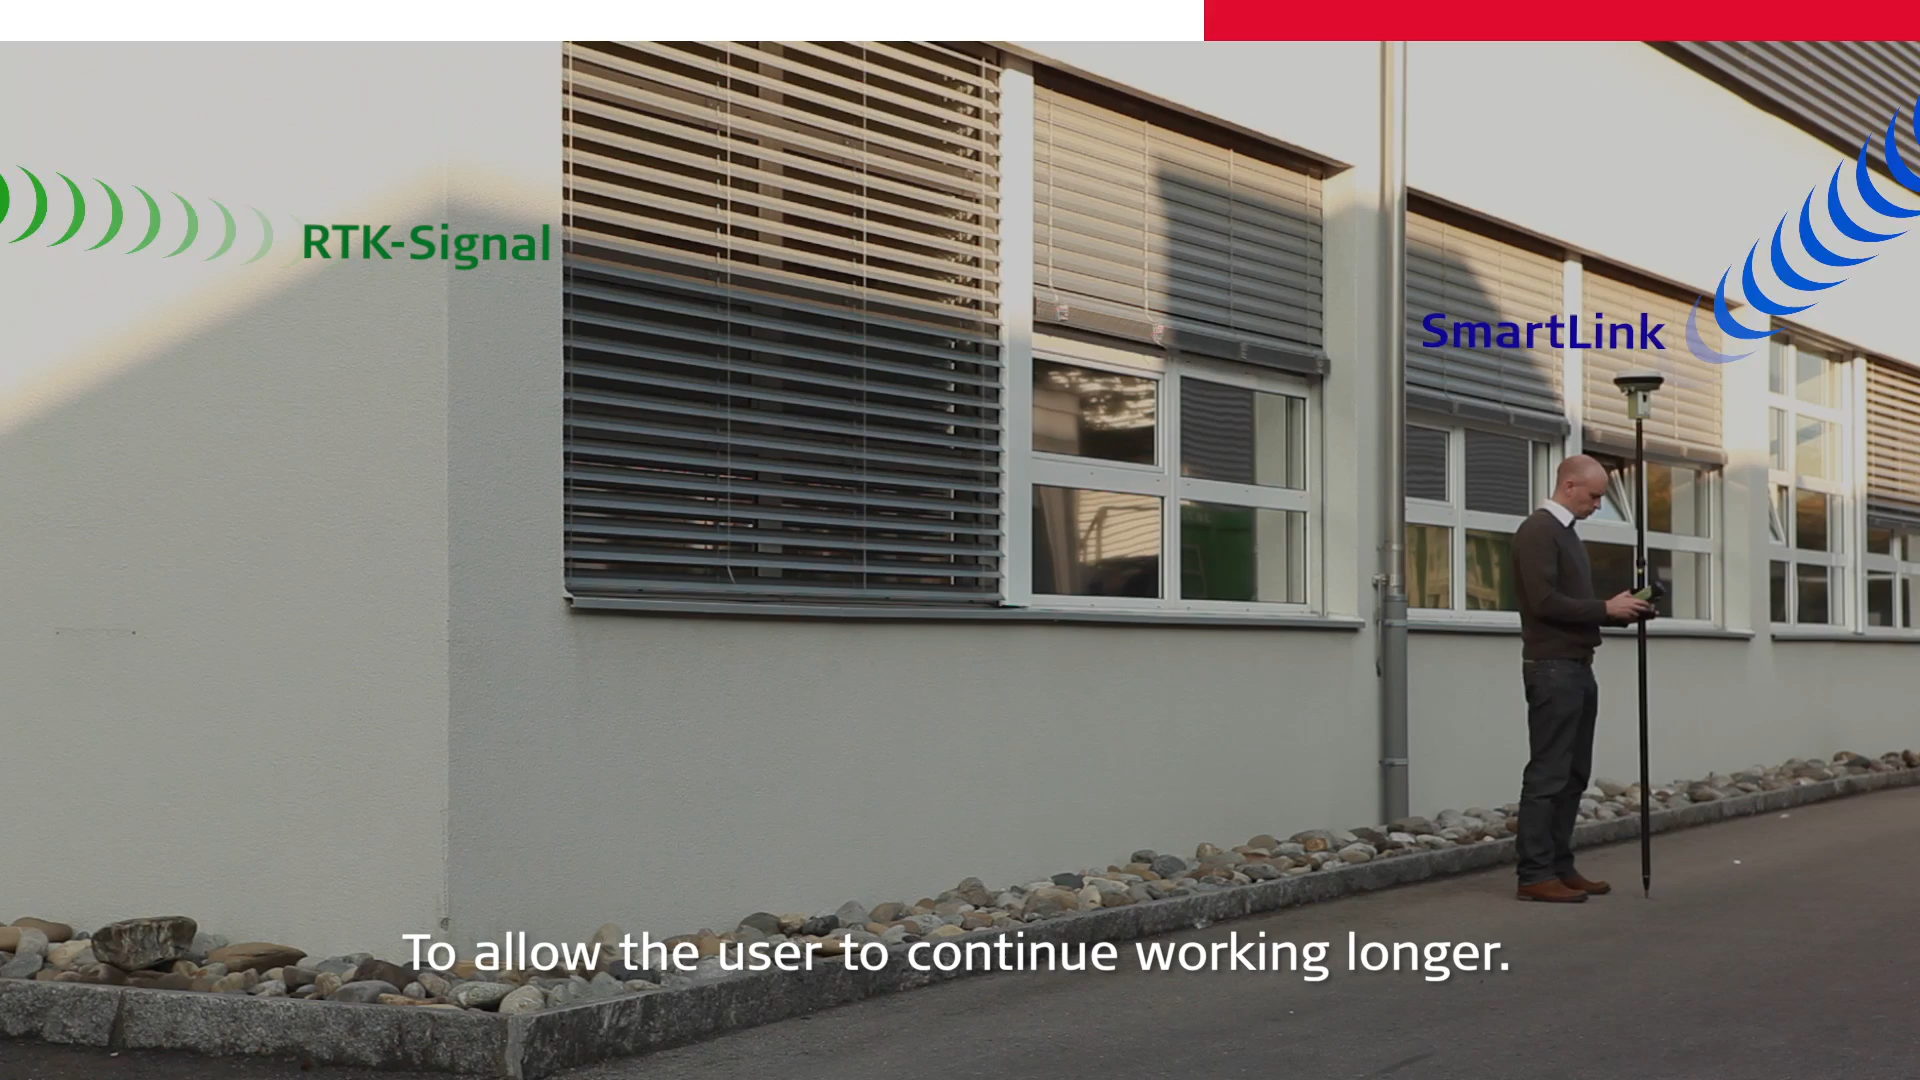 RTK-Signal
SmartLink
To allow the user to continue working longer.